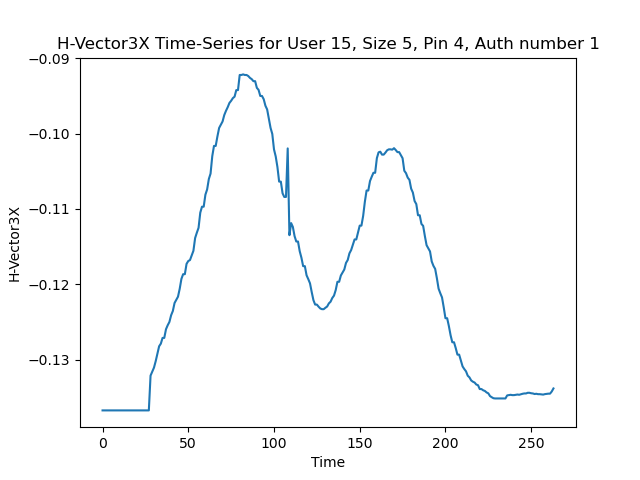 H-Vector3X Time-Series for User 15, Size 5, Pin 4, Auth number 1
−0.09
−0.10
−0.11
−0.12
−0.13
H-Vector3X
0 50 100 150 200 250
Time